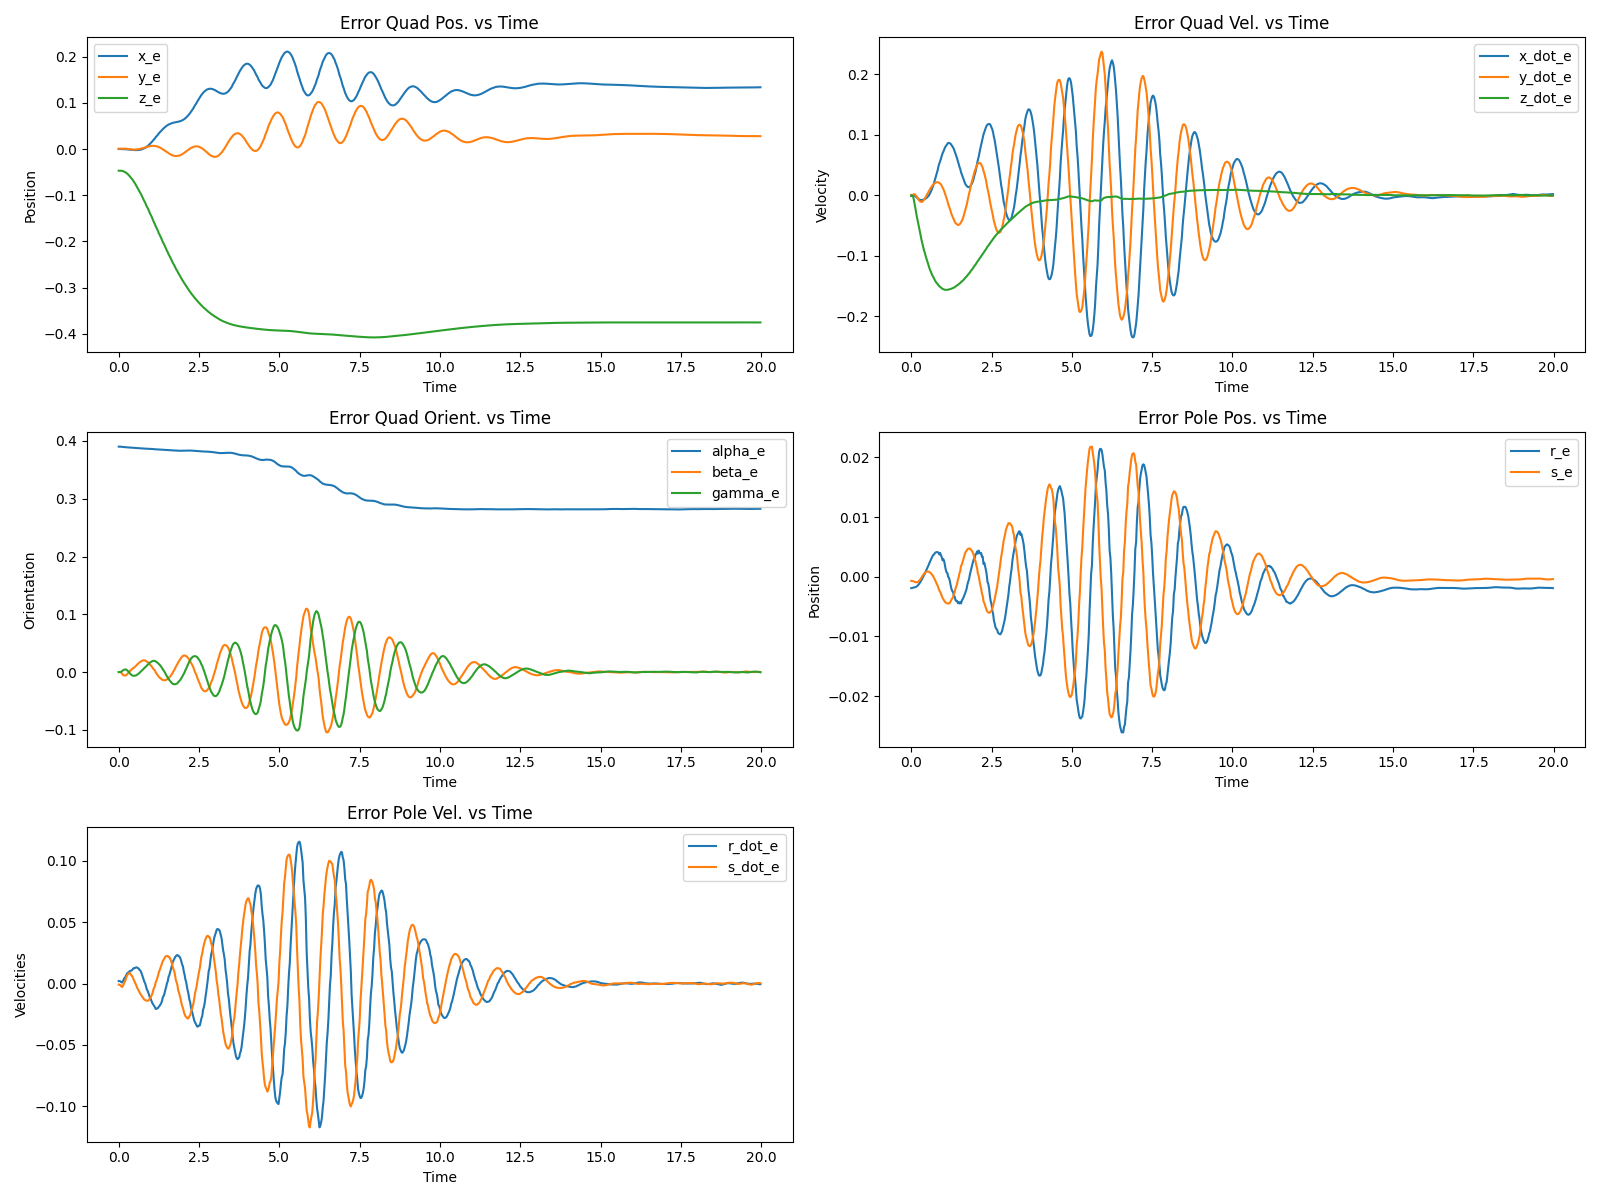 Error Quad Pos. vs Time
Position
0.2
0.1
0.0
−0.1
−0.2
−0.3
−0.4
x_e
y_e
z_e
0.0 2.5 5.0 7.5 10.0 12.5 15.0 17.5 20.0
Time
Error Quad Vel. vs Time
Velocity
0.2
0.1
0.0
−0.1
−0.2
x_dot_e
y_dot_e
z_dot_e
0.0 2.5 5.0 7.5 10.0 12.5 15.0 17.5 20.0
Time
Error Quad Orient. vs Time
Orientation
0.4
0.3
0.2
0.1
0.0
−0.1
alpha_e
beta_e
gamma_e
0.0 2.5 5.0 7.5 10.0 12.5 15.0 17.5 20.0
Time
Error Pole Pos. vs Time
Position
0.02
0.01
0.00
−0.01
−0.02
r_e
s_e
0.0 2.5 5.0 7.5 10.0 12.5 15.0 17.5 20.0
Time
Error Pole Vel. vs Time
Velocities
0.10
0.05
0.00
−0.05
−0.10
r_dot_e
s_dot_e
0.0 2.5 5.0 7.5 10.0 12.5 15.0 17.5 20.0
Time